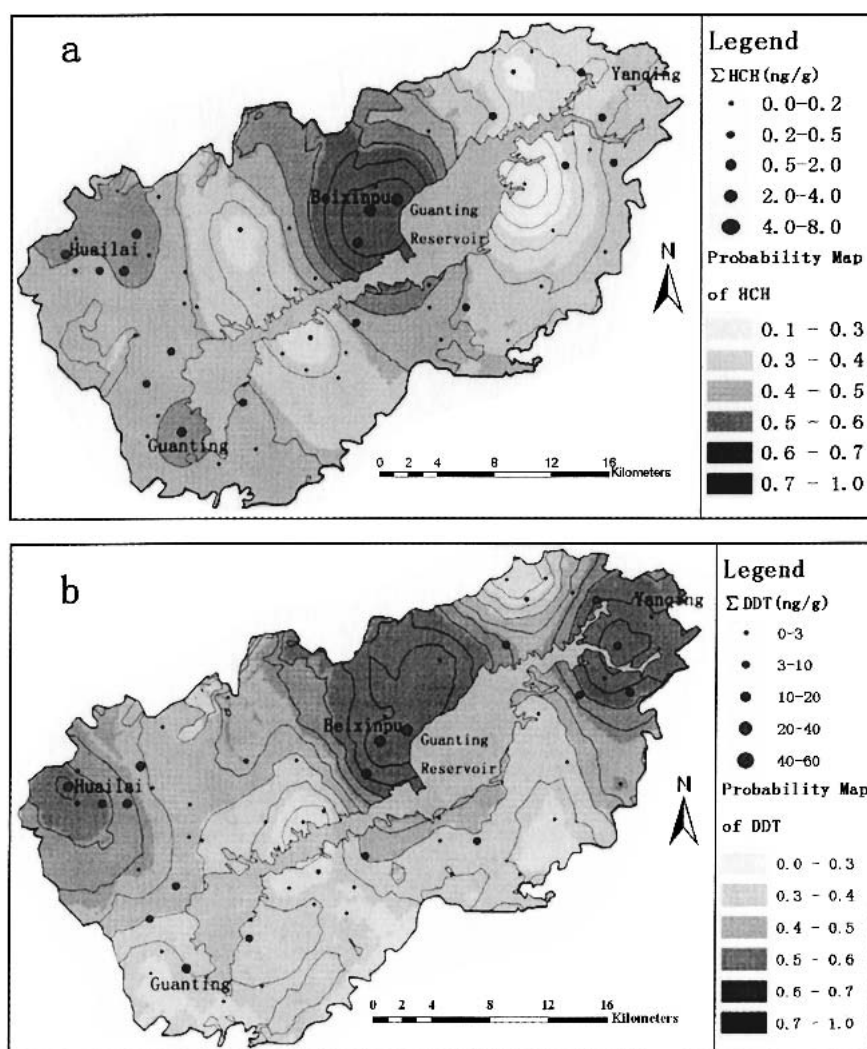 a
Yanqing
Beixinpu
Guanting
Reservoir
Huailai
Guanting
N
0 2 4 8 12 16
Kilometers
Legend
ΣHCH(ng/g)
0.0-0.2
0.2-0.5
0.5-2.0
2.0-4.0
4.0-8.0
Probability Map
of HCH
0.1 - 0.3
0.3 - 0.4
0.4 - 0.5
0.5 - 0.6
0.6 - 0.7
0.7 - 1.0
b
Yanqing
Beixinpu
Guanting
Reservoir
Huailai
Guanting
N
0 2 4 8 12 16
Kilometers
Legend
ΣDDT(ng/g)
0-3
3-10
10-20
20-40
40-60
Probability Map
of DDT
0.0 - 0.3
0.3 - 0.4
0.4 - 0.5
0.5 - 0.6
0.6 - 0.7
0.7 - 1.0